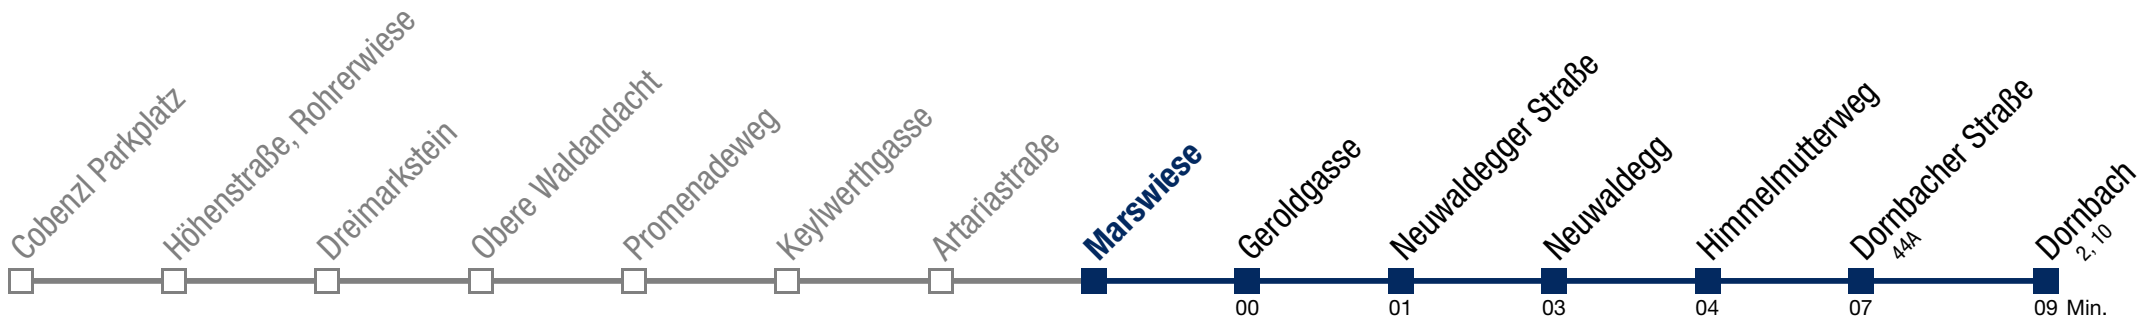 Cobenzl Parkplatz
Höhenstraße, Rohrerwiese
Dreimarkstein
Obere Waldandacht
Promenadeweg
Keylwerthgasse
Artariastraße
Marswiese
Geroldgasse
Neuwaldegger Straße
Neuwaldegg
Himmelmutterweg
Dornbacher Straße
44A
Dornbach
2, 10
00 01 03 04 07 09 Min.